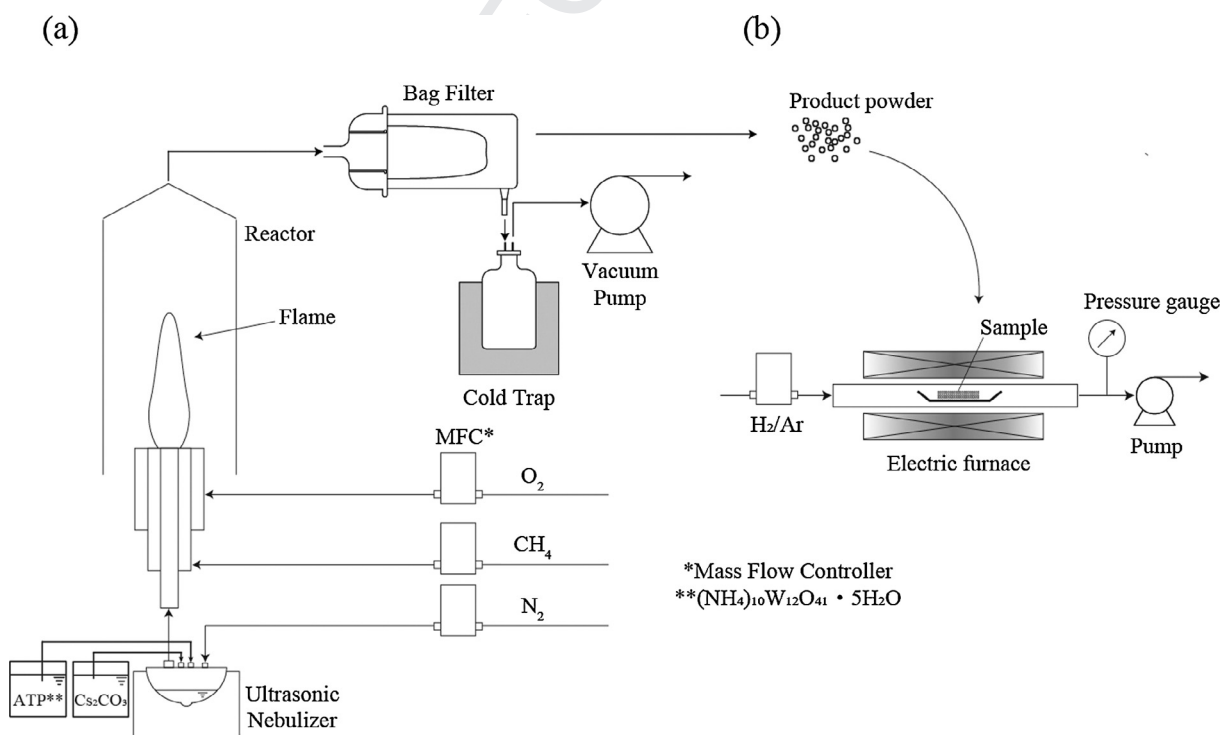 (a)
(b)
Bag Filter
Product powder
Reactor
Vacuum
Pump
Flame
Pressure gauge
Sample
Cold Trap
H₂/Ar
Pump
MFC*
Electric furnace
O₂
CH₄
*Mass Flow Controller
**(NH₄)₁₀W₁₂O₄₁・5H₂O
N₂
ATP**
Cs₂CO₃
Ultrasonic
Nebulizer